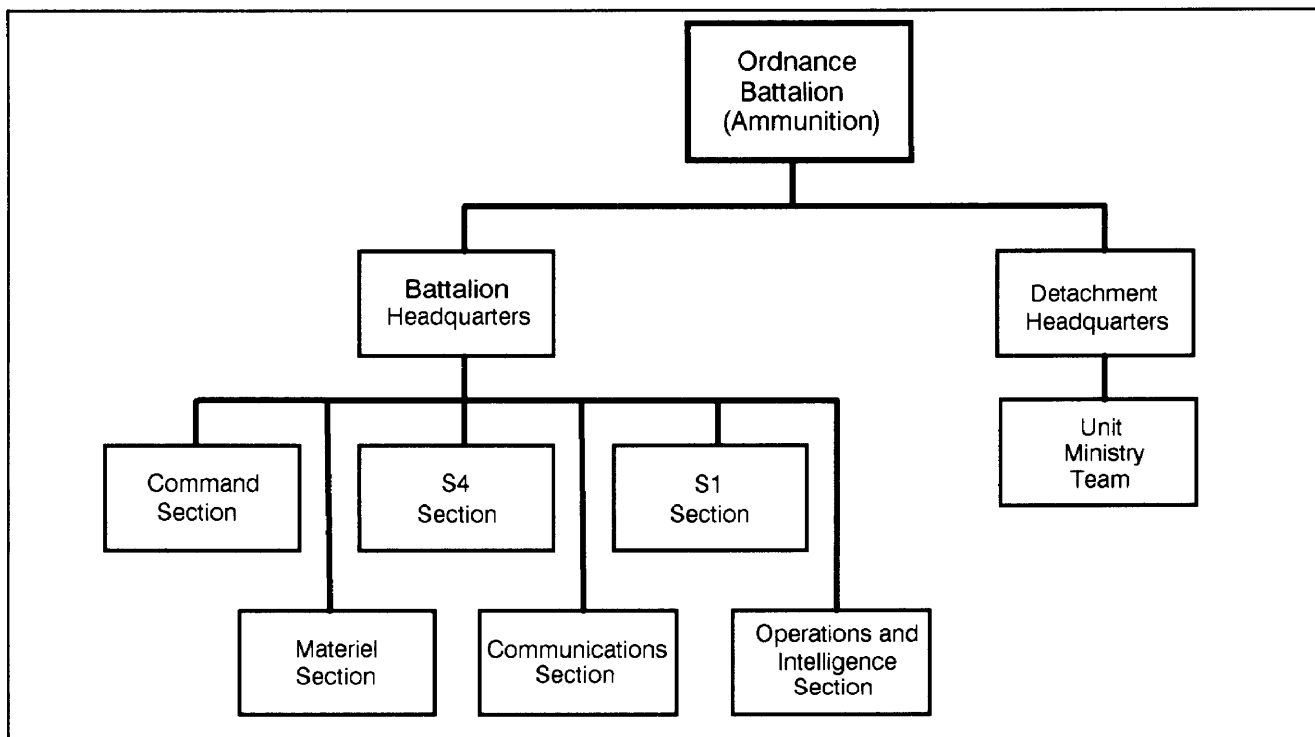 Ordnance
Battalion
(Ammunition)
Battalion
Headquarters
Detachment
Headquarters
Command
Section
S4
Section
S1
Section
Unit
Ministry
Team
Materiel
Section
Communications
Section
Operations and
Intelligence
Section